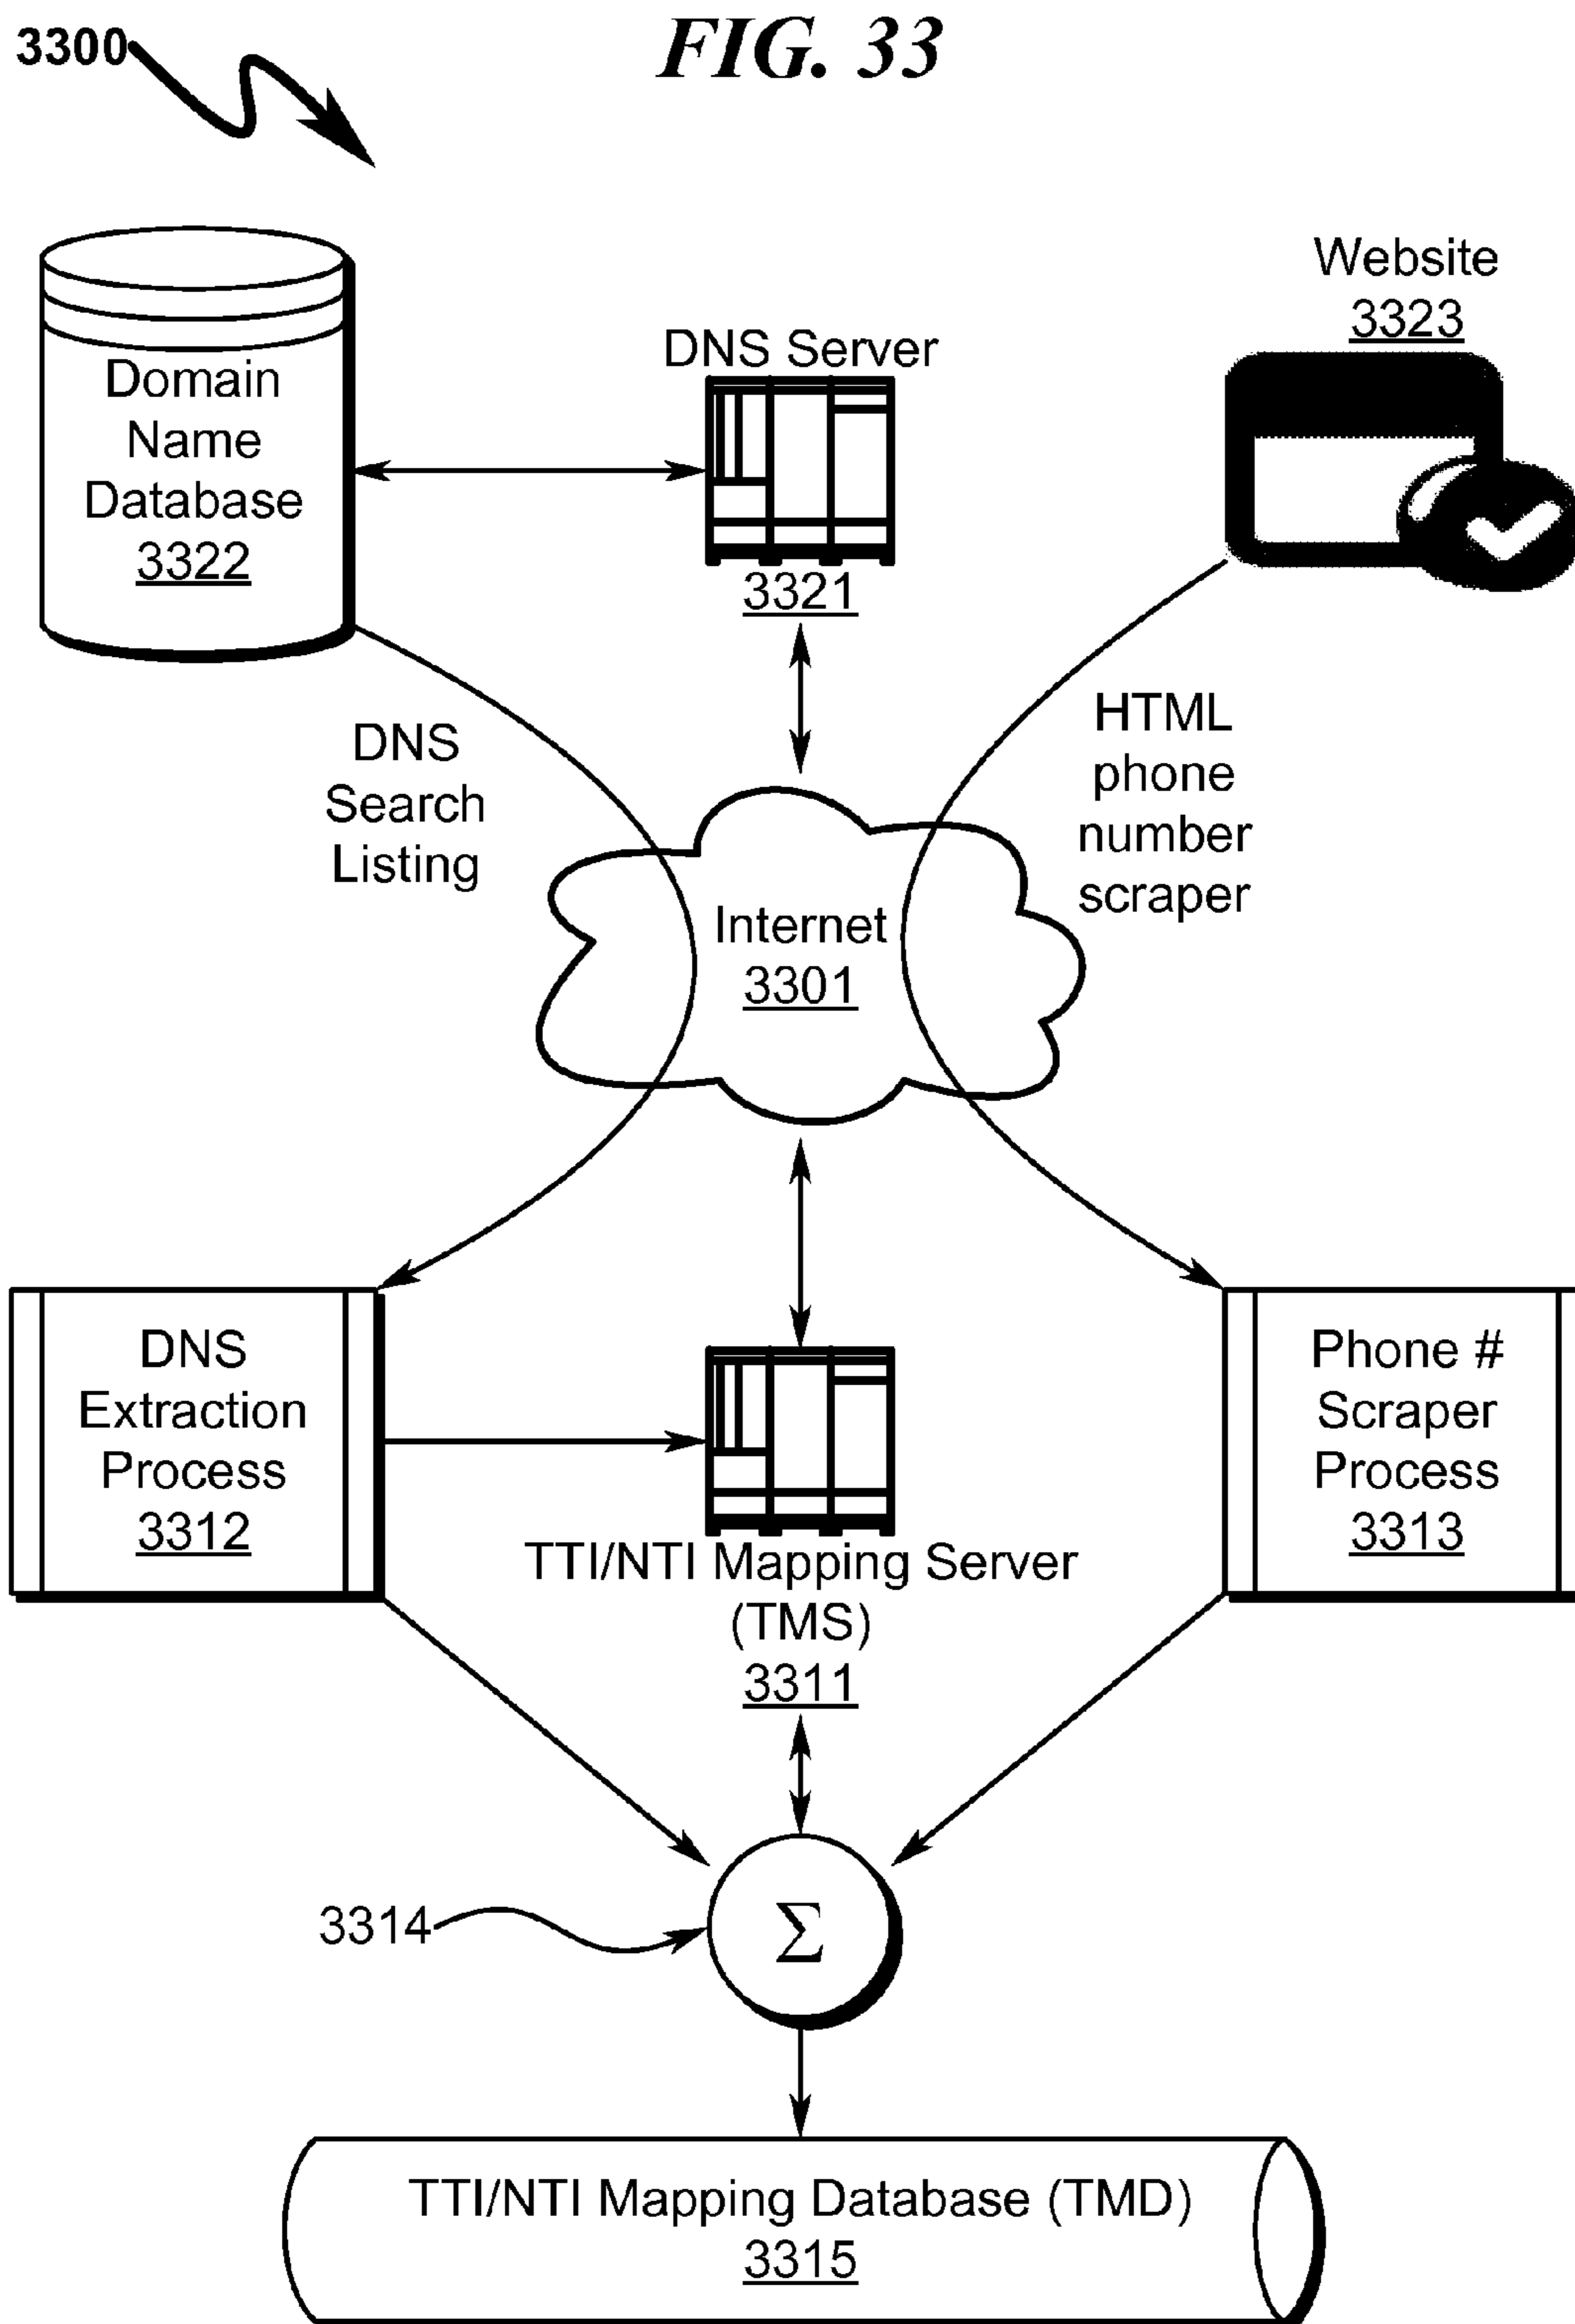 3300
FIG. 33
Domain
Name
Database
3322
DNS Server
3321
Website
3323
DNS
Search
Listing
HTML
phone
number
scraper
Internet
3301
DNS
Extraction
Process
3312
TTI/NTI Mapping Server
(TMS)
3311
Phone #
Scraper
Process
3313
3314
Σ
TTI/NTI Mapping Database (TMD)
3315